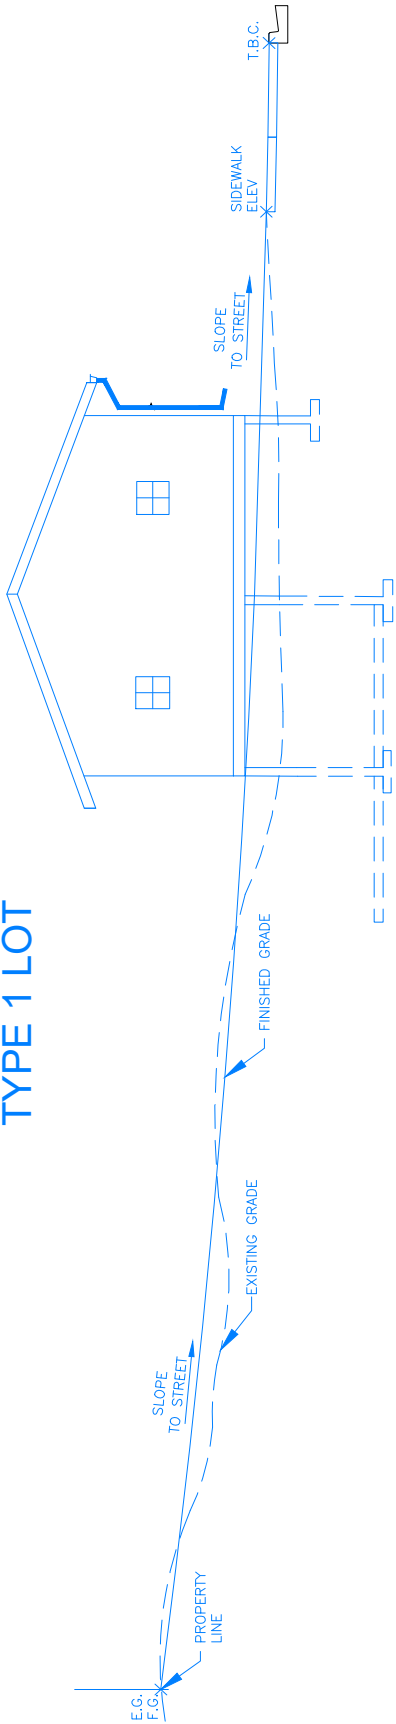 TYPE 1 LOT
E.G.
F.G.
PROPERTY
LINE
SLOPE
TO STREET
EXISTING GRADE
FINISHED GRADE
SLOPE
TO STREET
SIDEWALK
ELEV
T.B.C.